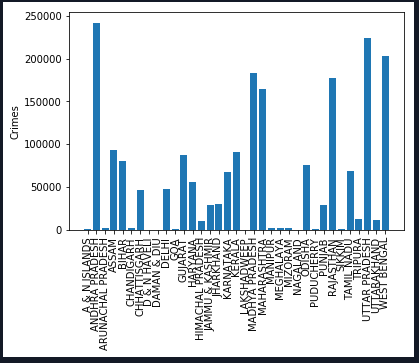 250000
200000
150000
100000
50000
0
Crimes
A & N ISLANDS
ANDHRA PRADESH
ARUNACHAL PRADESH
ASSAM
BIHAR
CHANDIGARH
CHHATTISGARH
D & N HAVELI
DAMAN & DIU
DELHI
GOA
GUJARAT
HARYANA
HIMACHAL PRADESH
JAMMU & KASHMIR
JHARKHAND
KARNATAKA
KERALA
LAKSHADWEEP
MADHYA PRADESH
MAHARASHTRA
MANIPUR
MEGHALAYA
MIZORAM
NAGALAND
ODISHA
PUDUCHERRY
PUNJAB
RAJASTHAN
SIKKIM
TAMIL NADU
TRIPURA
UTTAR PRADESH
UTTARAKHAND
WEST BENGAL